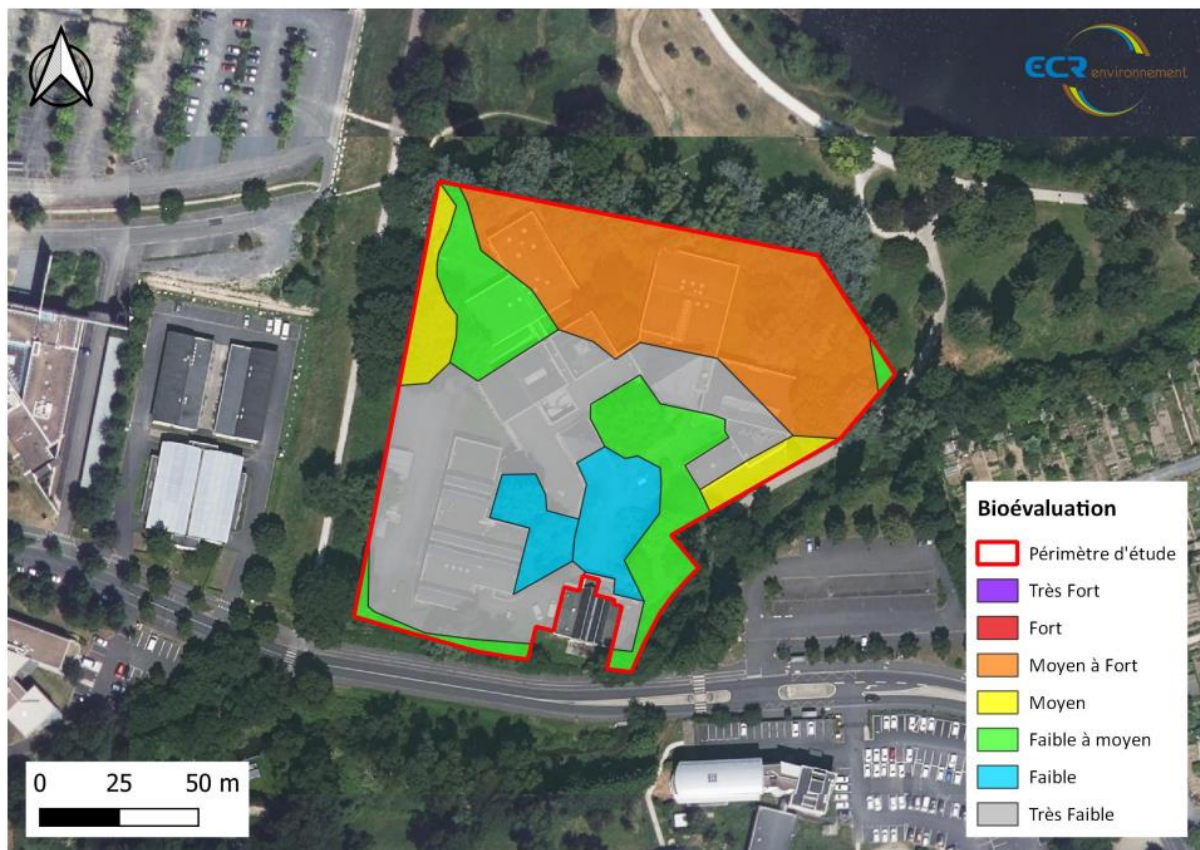 ECR environnement
Bioévaluation
Périmètre d'étude
Très Fort
Fort
Moyen à Fort
Moyen
Faible à moyen
Faible
Très Faible
0 25 50 m